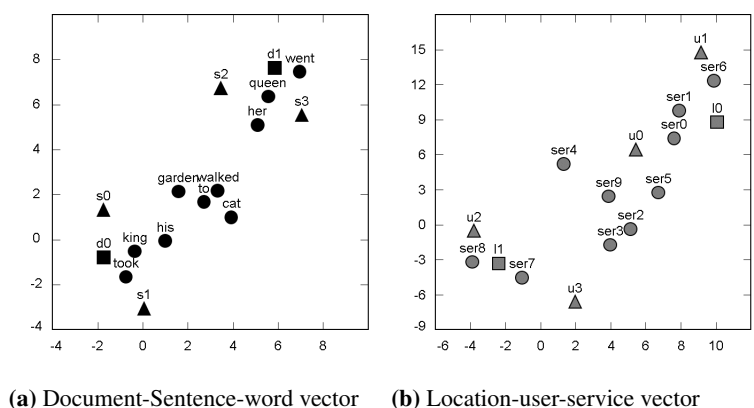 8
6
4
2
0
-2
-4
-4 -2 0 2 4 6 8
d1
went
s2
queen
s3
her
gardenwalked
to
s0
cat
his
d0
king
took
s1
(a) Document-Sentence-word vector
15
12
9
6
3
0
-3
-6
-9
-6 -4 -2 0 2 4 6 8 10
u1
ser6
ser1
l0
ser0
u0
ser4
ser5
ser9
u2
ser2
ser3
ser8
l1
ser7
u3
(b) Location-user-service vector